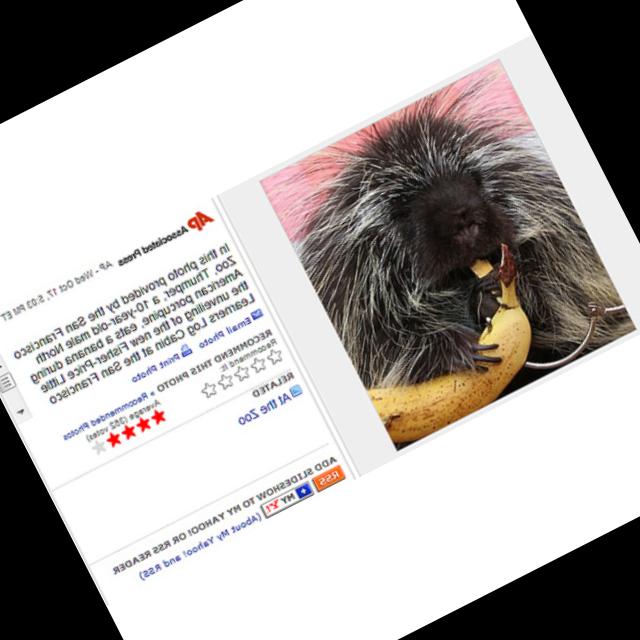 AP Associated Press
AP - Wed Oct 17, 5:03 PM ET
In this photo provided by the San Francisco
Zoo, Thumper, a 16-year-old male North
American porcupine, eats a banana during
the unveiling of the new Fisher-Price Little
Learners Log Cabin at the San Francisco
Email Photo
Print Photo
RECOMMEND THIS PHOTO » Recommended Photos
Recommend It:
Average (362 votes)
RELATED
At the Zoo
ADD SLIDESHOW TO MY YAHOO! OR RSS READER
RSS
+ MY Y!
(About My Yahoo! and RSS)